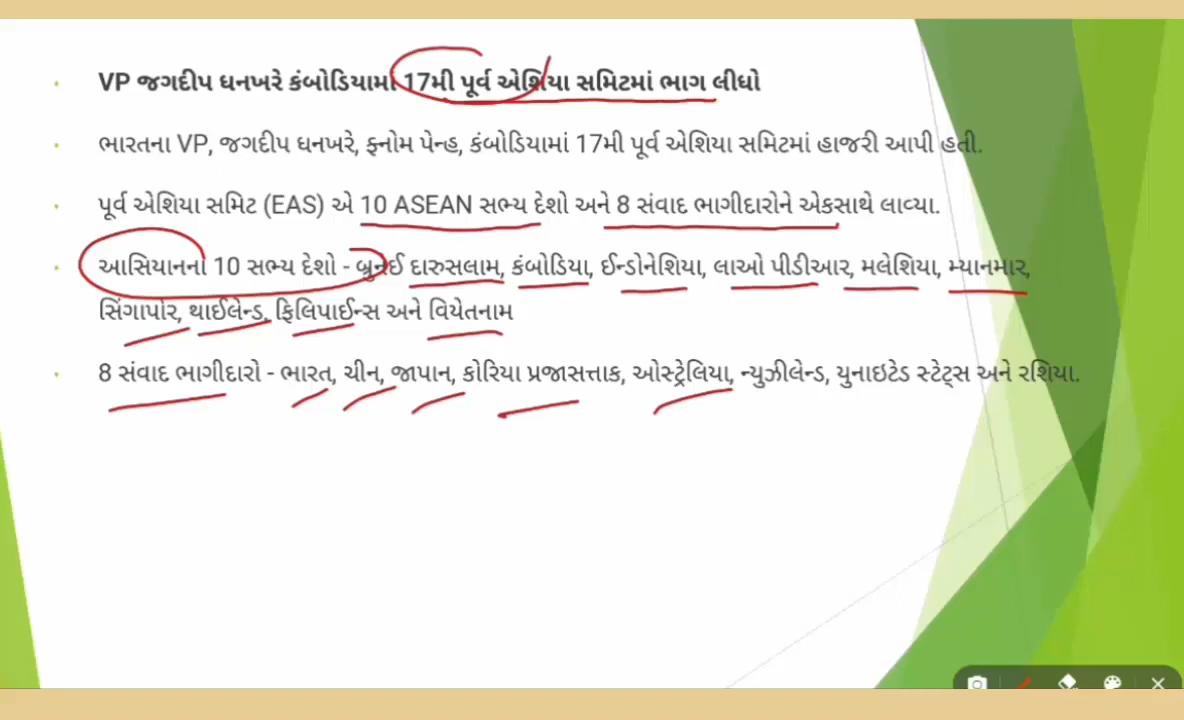 VP જગદીપ ધનખરે કંબોડિયામાં 17મી પૂર્વ એશિયા સમિટમાં ભાગ લીધો
ભારતના VP, જગદીપ ધનખરે, ફ્નોમ પેન્હ, કંબોડિયામાં 17મી પૂર્વ એશિયા સમિટમાં હાજરી આપી હતી.
પૂર્વ એશિયા સમિટ (EAS) એ 10 ASEAN સભ્ય દેશો અને 8 સંવાદ ભાગીદારોને એકસાથે લાવ્યા.
આસિયાનના 10 સભ્ય દેશો - બ્રુનઈ દારુસલામ, કંબોડિયા, ઈન્ડોનેશિયા, લાઓ પીડીઆર, મલેશિયા, મ્યાનમાર,
સિંગાપોર, થાઈલેન્ડ, ફિલિપાઈન્સ અને વિયેતનામ
8 સંવાદ ભાગીદારો - ભારત, ચીન, જાપાન, કોરિયા પ્રજાસત્તાક, ઓસ્ટ્રેલિયા, ન્યુઝીલેન્ડ, યુનાઇટેડ સ્ટેટ્સ અને રશિયા.